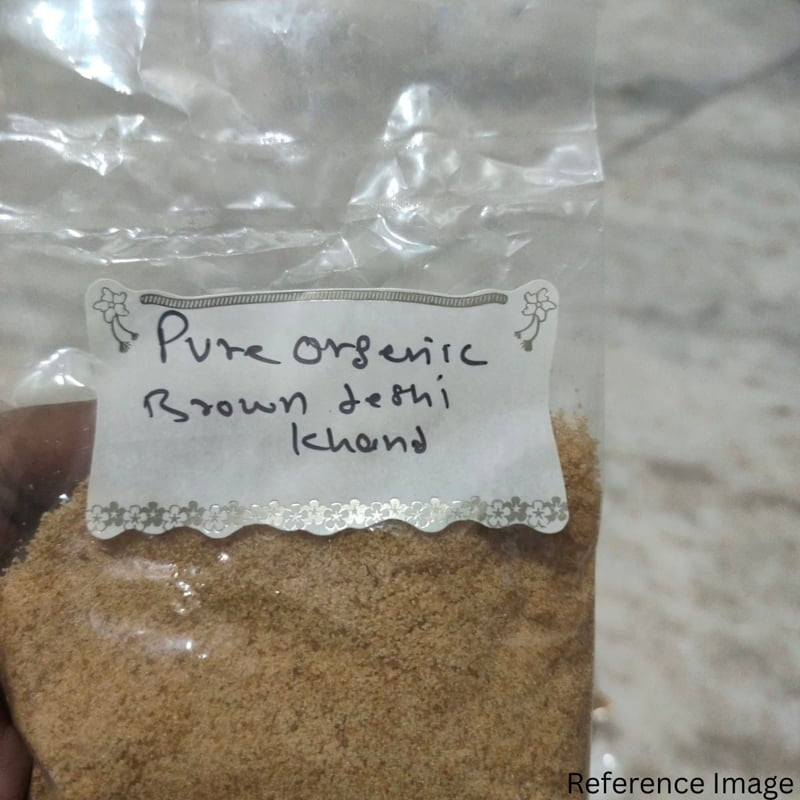 Pure organic
Brown deshi
khand
Reference Image